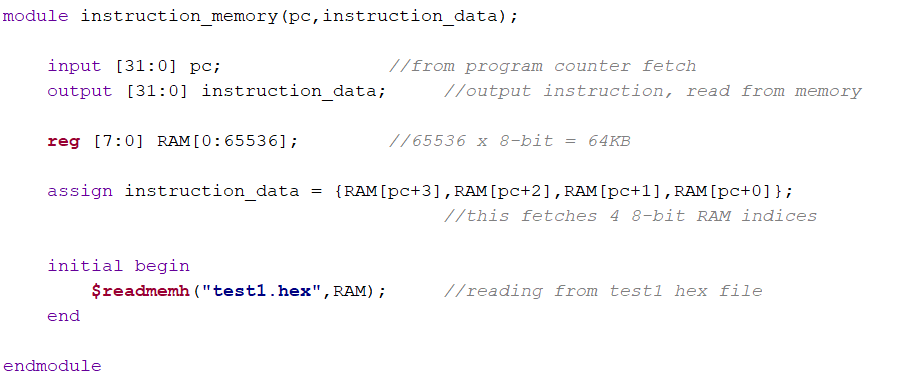 module instruction_memory(pc,instruction_data);
input [31:0] pc; //from program counter fetch
output [31:0] instruction_data; //output instruction, read from memory
reg [7:0] RAM[0:65536]; //65536 x 8-bit = 64KB
assign instruction_data = {RAM[pc+3],RAM[pc+2],RAM[pc+1],RAM[pc+0]};
//this fetches 4 8-bit RAM indices
initial begin
$readmemh("test1.hex",RAM); //reading from test1 hex file
end
endmodule